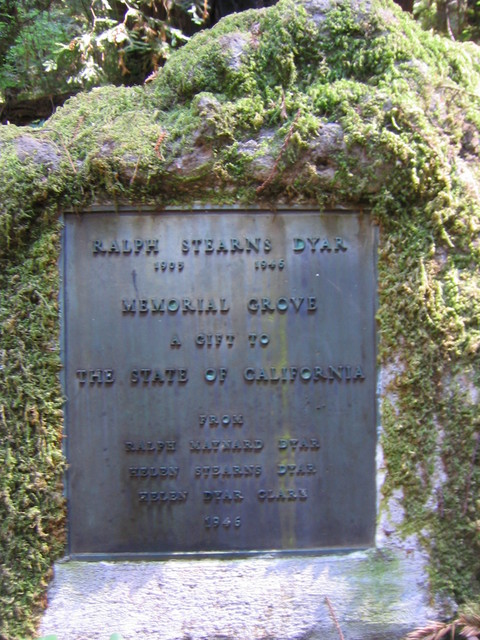 RALPH STEARNS DYAR
1946
MEMORIAL GROVE
A GIFT TO
THE STATE OF CALIFORNIA
FROM
RALPH MAYNARD DYAR
HELEN STEARNS DYAR
HELEN DYAR CLARK
1946